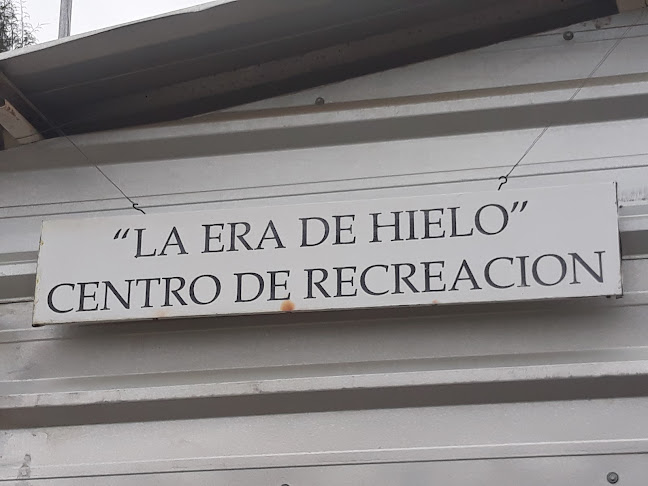 “LA ERA DE HIELO”
CENTRO DE RECREACION